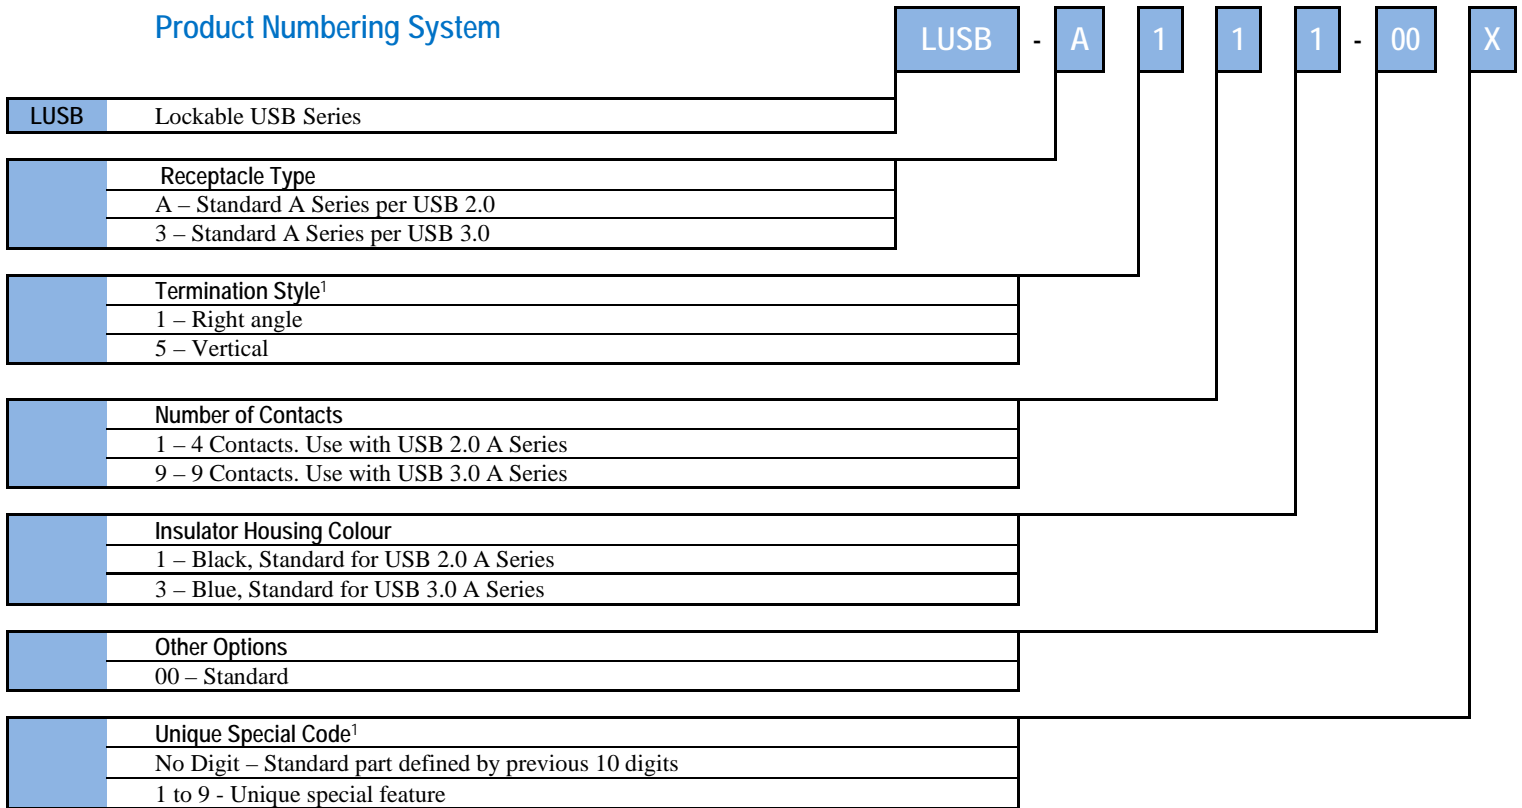 Product Numbering System
LUSB - A 1 1 1 - 00 X
LUSB Lockable USB Series
Receptacle Type
A – Standard A Series per USB 2.0
3 – Standard A Series per USB 3.0
Termination Style¹
1 – Right angle
5 – Vertical
Number of Contacts
1 – 4 Contacts. Use with USB 2.0 A Series
9 – 9 Contacts. Use with USB 3.0 A Series
Insulator Housing Colour
1 – Black, Standard for USB 2.0 A Series
3 – Blue, Standard for USB 3.0 A Series
Other Options
00 – Standard
Unique Special Code¹
No Digit – Standard part defined by previous 10 digits
1 to 9 - Unique special feature